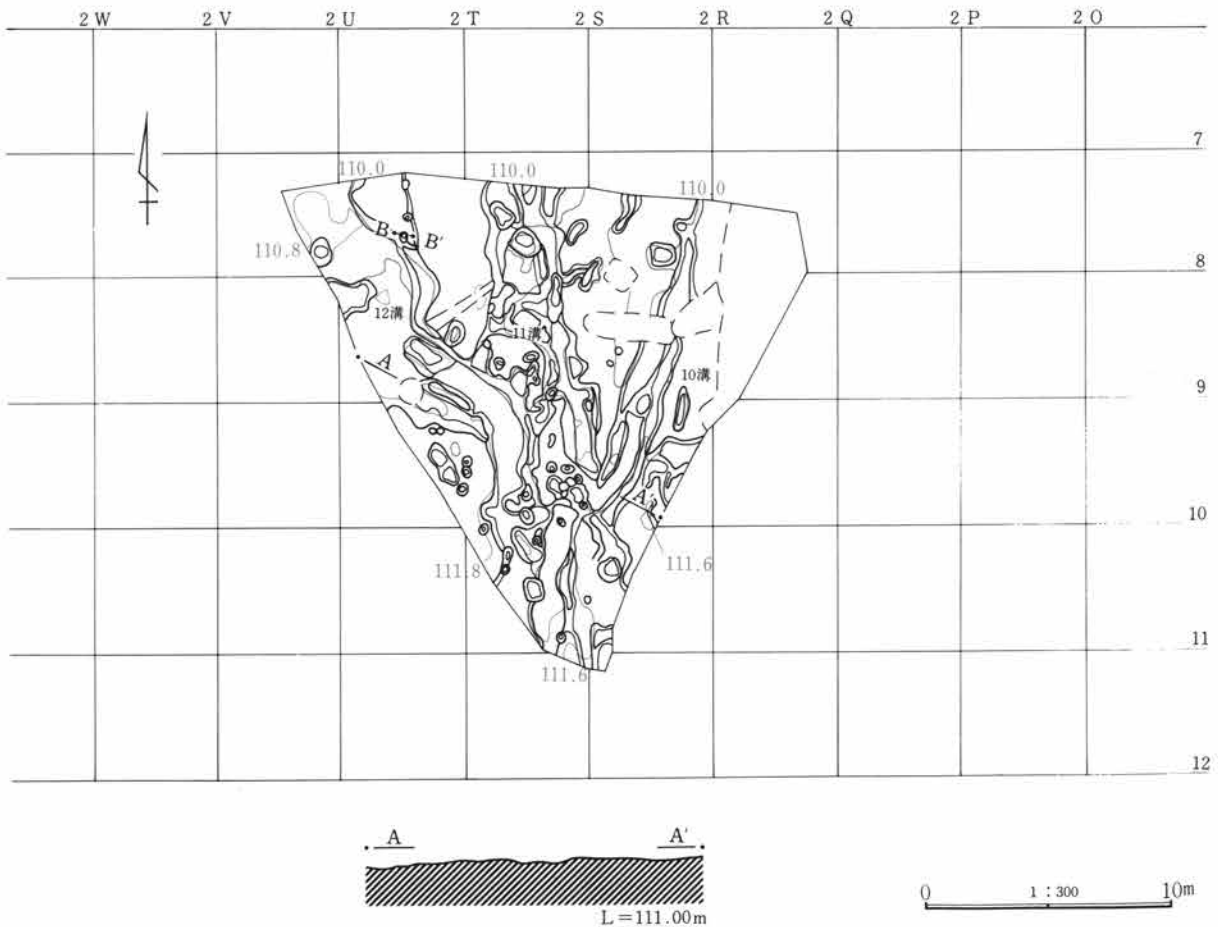 2W 2V 2U 2T 2S 2R 2Q 2P 2O
7
110.0 110.0 110.0
B B'
110.8
8
12溝
11溝
A
10溝
9
A'
10
111.8 111.6
11
111.6
12
A A'
L=111.00m
0 1:300 10m